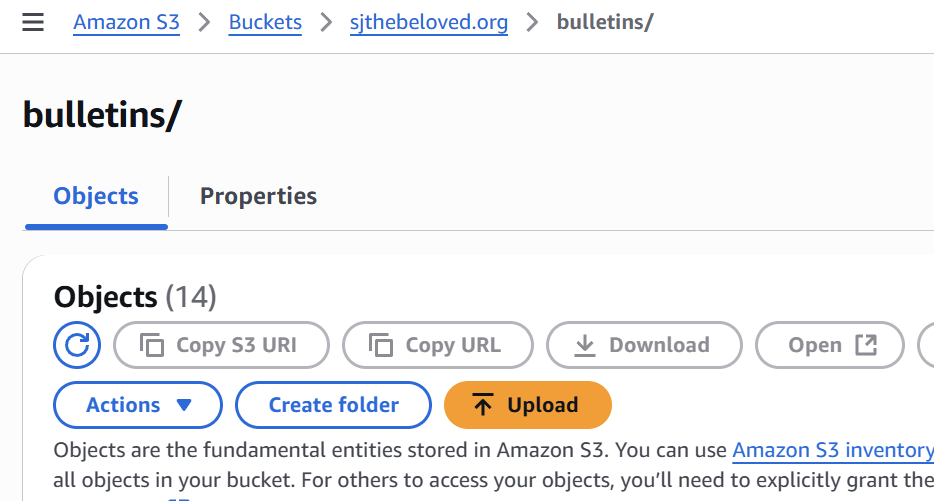 Amazon S3 > Buckets > sjthebeloved.org > bulletins/
bulletins/
Objects Properties
Objects (14)
Copy S3 URI Copy URL Download Open
Actions Create folder Upload
Objects are the fundamental entities stored in Amazon S3. You can use Amazon S3 inventory
all objects in your bucket. For others to access your objects, you’ll need to explicitly grant the